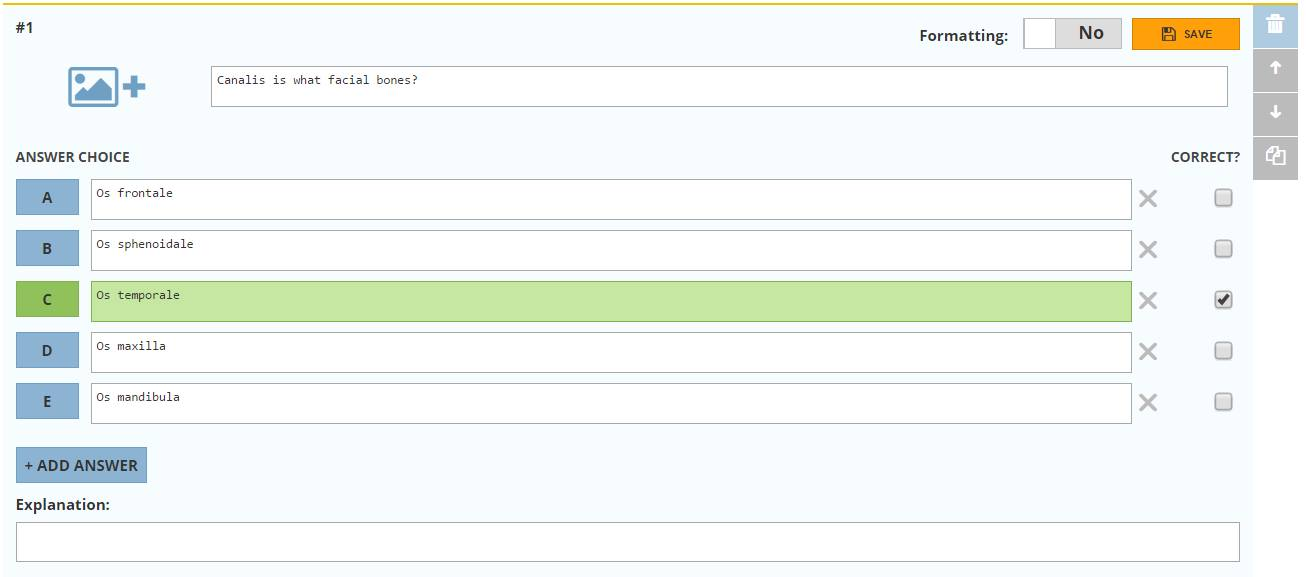 #1
Formatting: No SAVE
Canalis is what facial bones?
ANSWER CHOICE CORRECT?
A Os frontale
B Os sphenoidale
C Os temporale
D Os maxilla
E Os mandibula
+ ADD ANSWER
Explanation: